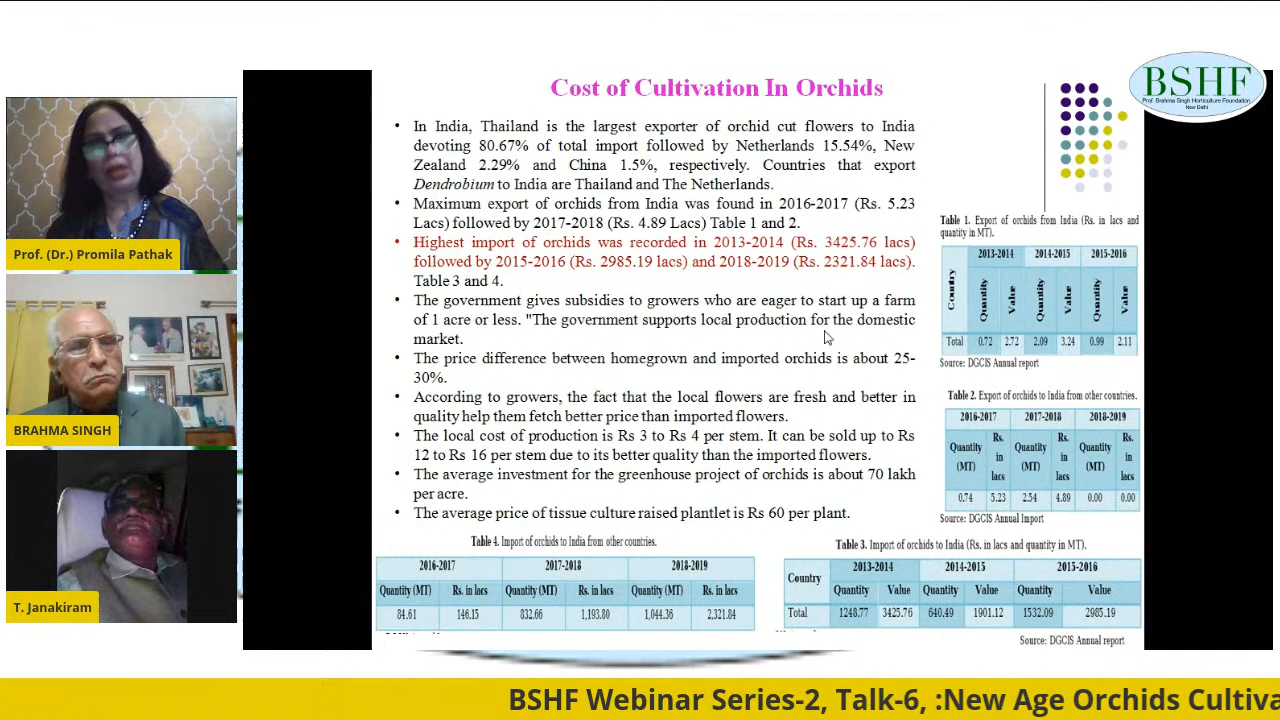 Cost of Cultivation In Orchids
BSHF
Prof. Brahma Singh Horticulture Foundation
New Delhi
• In India, Thailand is the largest exporter of orchid cut flowers to India
devoting 80.67% of total import followed by Netherlands 15.54%, New
Zealand 2.29% and China 1.5%, respectively. Countries that export
Dendrobium to India are Thailand and The Netherlands.
• Maximum export of orchids from India was found in 2016-2017 (Rs. 5.23
Lacs) followed by 2017-2018 (Rs. 4.89 Lacs) Table 1 and 2.
• Highest import of orchids was recorded in 2013-2014 (Rs. 3425.76 lacs)
followed by 2015-2016 (Rs. 2985.19 lacs) and 2018-2019 (Rs. 2321.84 lacs).
Table 3 and 4.
• The government gives subsidies to growers who are eager to start up a farm
of 1 acre or less. "The government supports local production for the domestic
market.
• The price difference between homegrown and imported orchids is about 25-
30%.
• According to growers, the fact that the local flowers are fresh and better in
quality help them fetch better price than imported flowers.
• The local cost of production is Rs 3 to Rs 4 per stem. It can be sold up to Rs
12 to Rs 16 per stem due to its better quality than the imported flowers.
• The average investment for the greenhouse project of orchids is about 70 lakh
per acre.
• The average price of tissue culture raised plantlet is Rs 60 per plant.
Table 1. Export of orchids from India (Rs. in lacs and
quantity in MT).
Country 2013-2014 2014-2015 2015-2016
Quantity Value Quantity Value Quantity Value
Total 0.72 2.72 2.09 3.24 0.99 2.11
Source: DGCIS Annual report
Table 2. Export of orchids to India from other countries.
2016-2017 2017-2018 2018-2019
Quantity (MT) Rs. in lacs Quantity (MT) Rs. in lacs Quantity (MT) Rs. in lacs
0.74 5.23 2.54 4.89 0.00 0.00
Source: DGCIS Annual Import
Table 4. Import of orchids to India from other countries.
2016-2017 2017-2018 2018-2019
Quantity (MT) Rs. in lacs Quantity (MT) Rs. in lacs Quantity (MT) Rs. in lacs
84.61 146.15 832.66 1,193.80 1,044.36 2,321.84
Table 3. Import of orchids to India (Rs. in lacs and quantity in MT).
Country 2013-2014 2014-2015 2015-2016
Quantity Value Quantity Value Quantity Value
Total 1248.77 3425.76 640.49 1901.12 1532.09 2985.19
Source: DGCIS Annual report
Prof. (Dr.) Promila Pathak
BRAHMA SINGH
T. Janakiram
BSHF Webinar Series-2, Talk-6, :New Age Orchids Cultiva